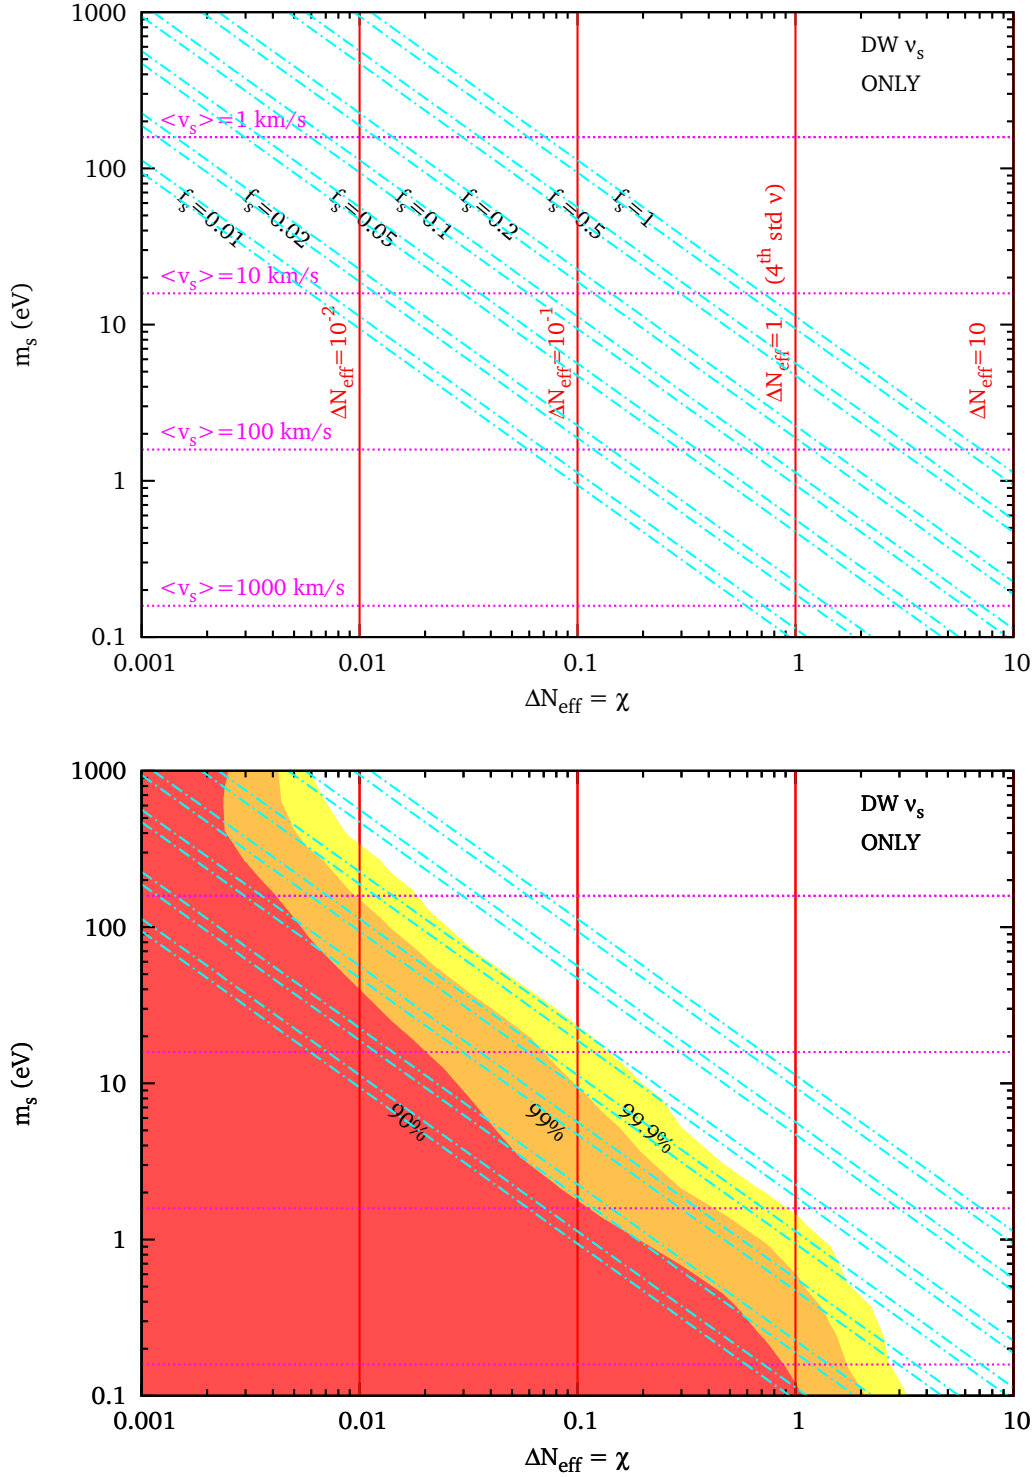 1000
100
10
1
0.1
m_s (eV)
DW ν_s
ONLY
<v_s>=1 km/s
<v_s>=10 km/s
<v_s>=100 km/s
<v_s>=1000 km/s
f_s=0.01
f_s=0.02
f_s=0.05
f_s=0.1
f_s=0.2
f_s=0.5
f_s=1
ΔN_eff=10^-2
ΔN_eff=10^-1
ΔN_eff=1 (4^th std ν)
ΔN_eff=10
0.001 0.01 0.1 1 10
ΔN_eff = χ
1000
100
10
1
0.1
m_s (eV)
DW ν_s
ONLY
90%
99%
99.9%
0.001 0.01 0.1 1 10
ΔN_eff = χ